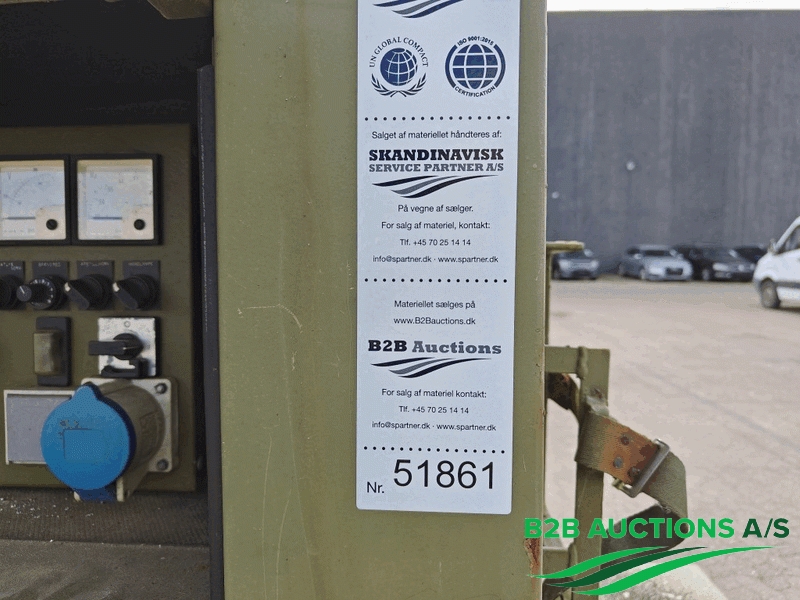 UN GLOBAL COMPACT
ISO 9001:2015
CERTIFICATION
Salget af materiellet håndteres af:
SKANDINAVISK
SERVICE PARTNER A/S
På vegne af sælger.
For salg af materiel, kontakt:
Tlf. +45 70 25 14 14
info@spartner.dk · www.spartner.dk
Materiellet sælges på
www.B2Bauctions.dk
B2B Auctions
For salg af materiel kontakt:
Tlf. +45 70 25 14 14
info@spartner.dk · www.spartner.dk
Nr. 51861
B2B AUCTIONS A/S